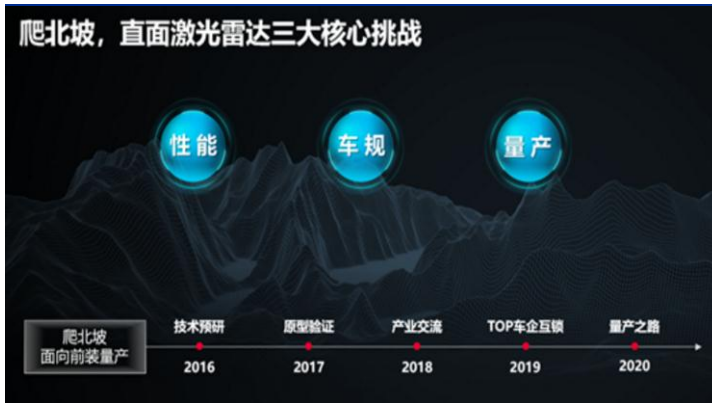 爬北坡，直面激光雷达三大核心挑战
性能
车规
量产
爬北坡
面向前装量产
技术预研
原型验证
产业交流
TOP车企互锁
量产之路
2016
2017
2018
2019
2020